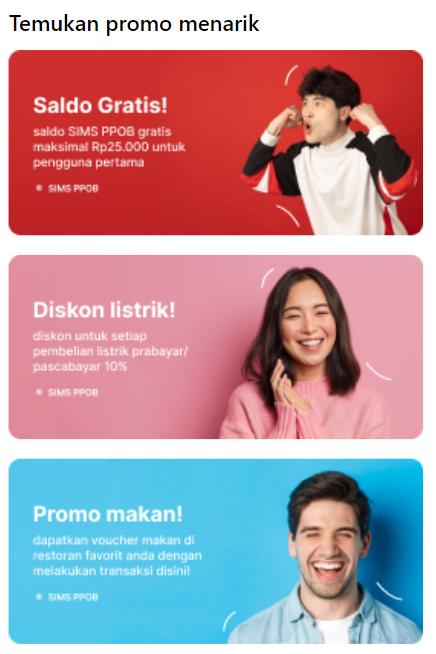 Temukan promo menarik
Saldo Gratis!
saldo SIMS PPOB gratis
maksimal Rp25.000 untuk
pengguna pertama
SIMS PPOB
Diskon listrik!
diskon untuk setiap
pembelian listrik prabayar/
pascabayar 10%
SIMS PPOB
Promo makan!
dapatkan voucher makan di
restoran favorit anda dengan
melakukan transaksi disini!
SIMS PPOB